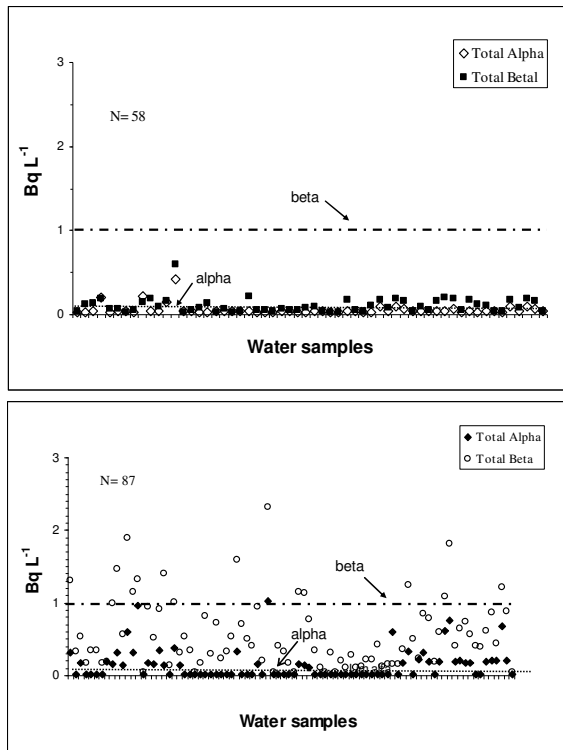 3
◇ Total Alpha
■ Total Betal
N= 58
2
Bq L⁻¹
beta
1
alpha
0
Water samples
3
◆ Total Alpha
○ Total Beta
N= 87
2
Bq L⁻¹
beta
1
alpha
0
Water samples